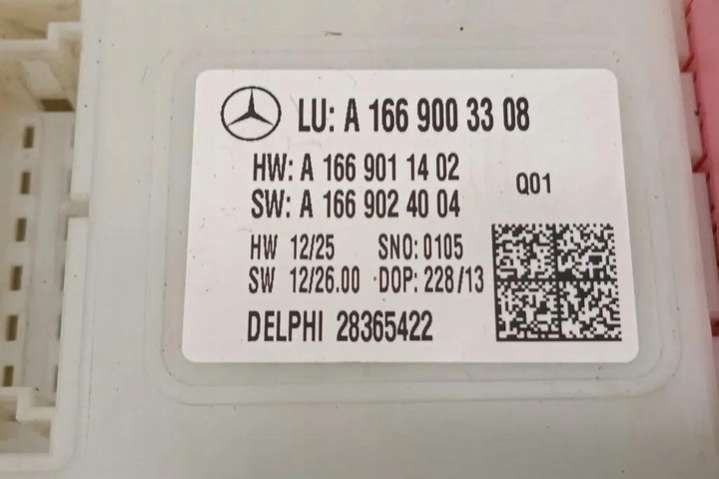 LU: A 166 900 33 08
HW: A 166 901 14 02
SW: A 166 902 40 04
Q01
HW 12/25 SNO: 0105
SW 12/26.00 DOP: 228/13
DELPHI 28365422